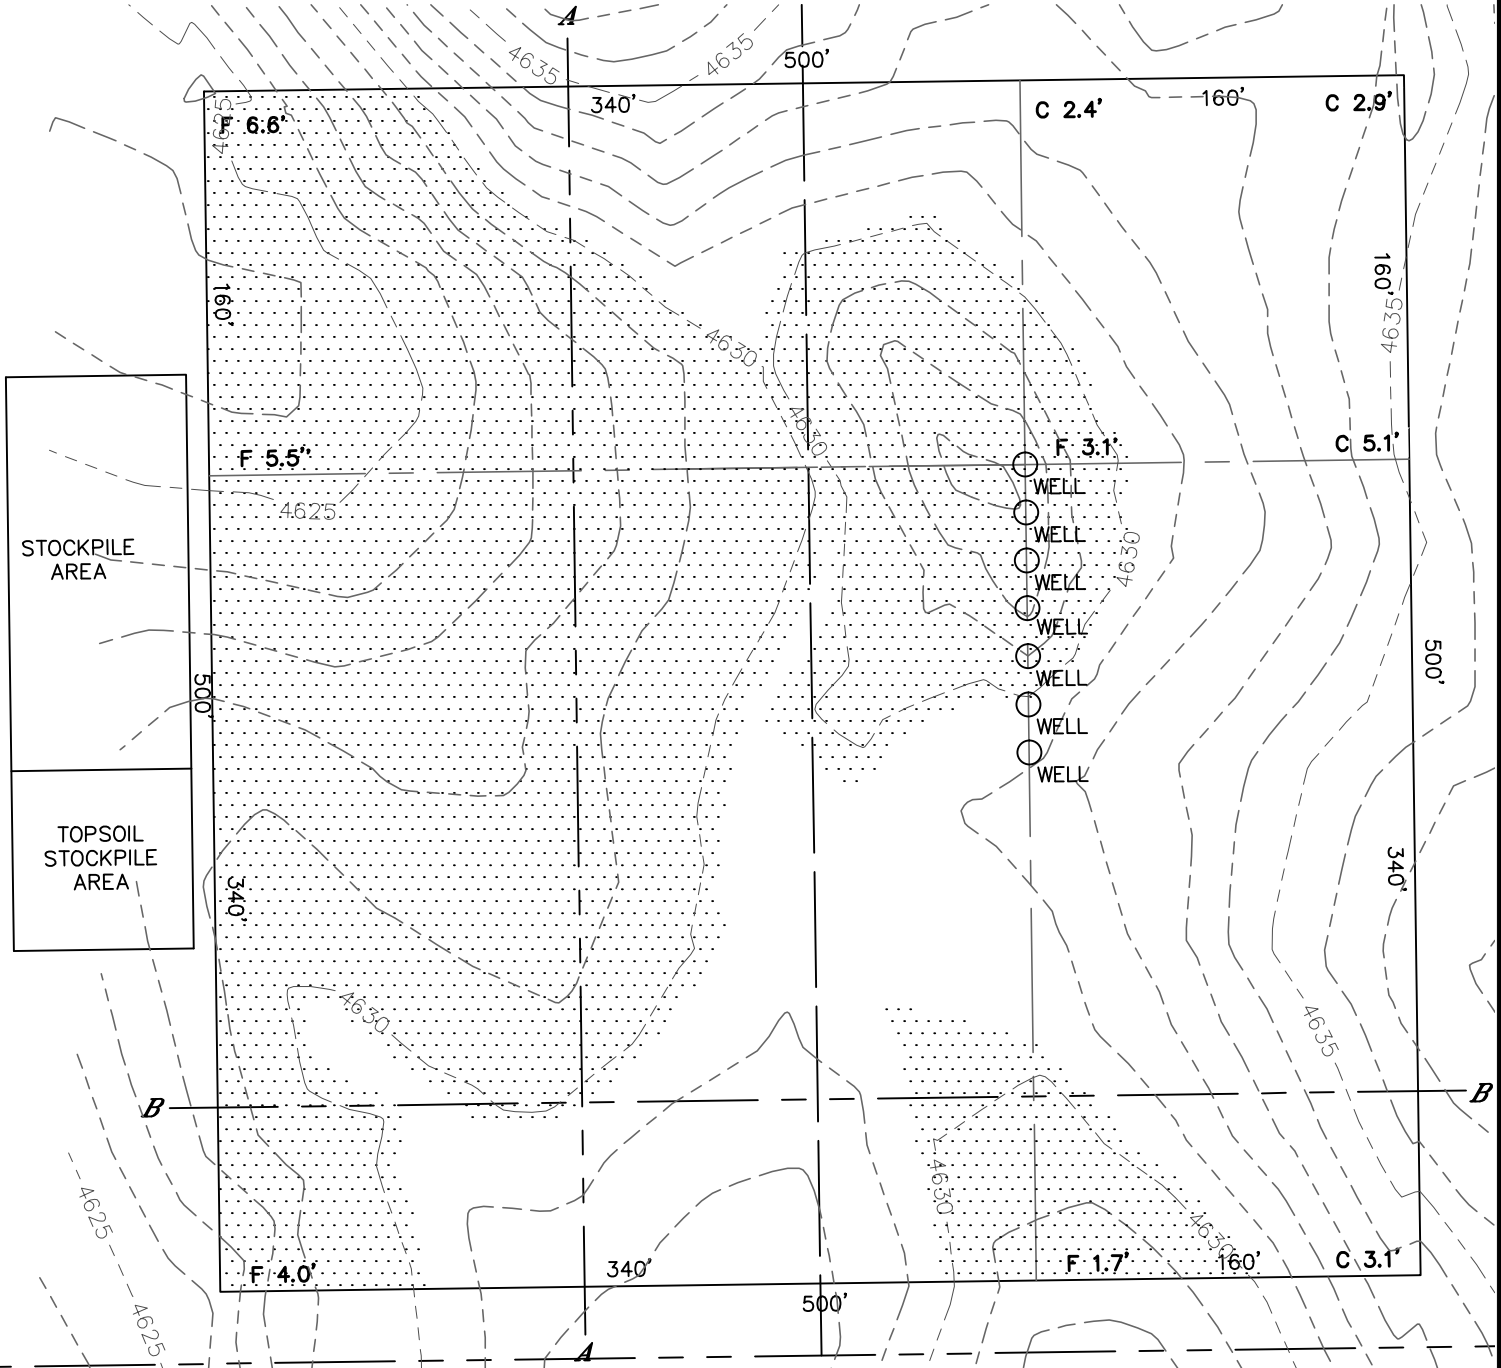 A
4635
4635
500'
340'
C 2.4'
160'
C 2.9'
4625
F 6.6'
160'
160'
4635
4630
4630
F 5.5''
F 3.1'
C 5.1'
WELL
4625
WELL
STOCKPILE
AREA
4630
WELL
WELL
500'
500'
WELL
WELL
WELL
TOPSOIL
STOCKPILE
AREA
340'
340'
4630
4635
B
B
4630
4625
4630
F 4.0'
340'
F 1.7'
160'
C 3.1'
500'
4625
A